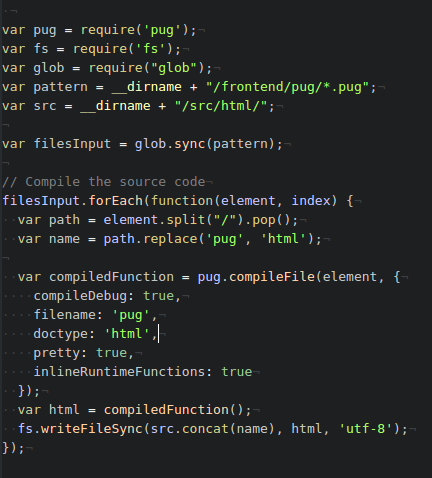 var pug = require('pug');
var fs = require('fs');
var glob = require("glob");
var pattern = __dirname + "/frontend/pug/*.pug";
var src = __dirname + "/src/html/";

var filesInput = glob.sync(pattern);

// Compile the source code
filesInput.forEach(function(element, index) {
  var path = element.split("/").pop();
  var name = path.replace('pug', 'html');

  var compiledFunction = pug.compileFile(element, {
    compileDebug: true,
    filename: 'pug',
    doctype: 'html',
    pretty: true,
    inlineRuntimeFunctions: true
  });
  var html = compiledFunction();
  fs.writeFileSync(src.concat(name), html, 'utf-8');
});